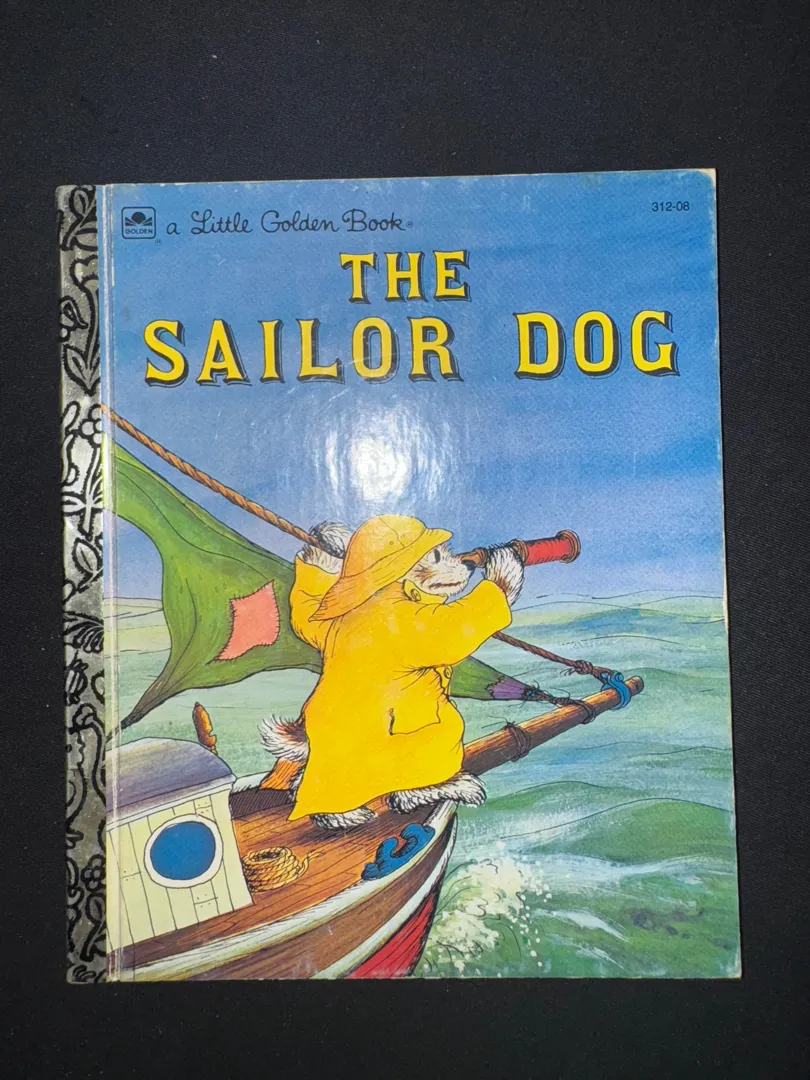 GOLDEN
a Little Golden Book®
312-08
THE
SAILOR DOG